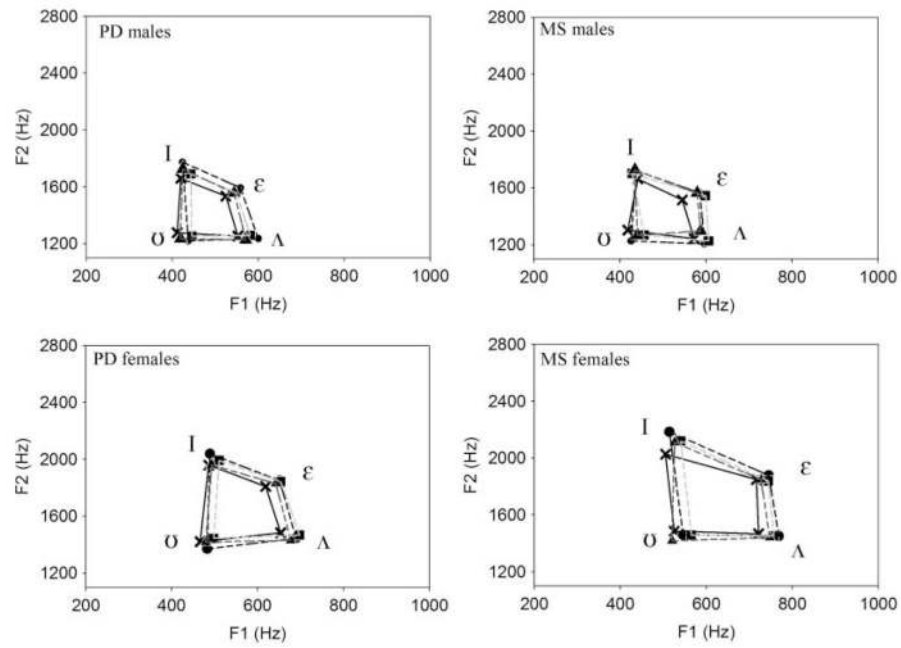 PD males
F2 (Hz)
2800
2400
2000
1600
1200
I
ε
ʊ
Λ
200 400 600 800 1000
F1 (Hz)
MS males
F2 (Hz)
2800
2400
2000
1600
1200
I
ε
ʊ
Λ
200 400 600 800 1000
F1 (Hz)
PD females
F2 (Hz)
2800
2400
2000
1600
1200
I
ε
ʊ
Λ
200 400 600 800 1000
F1 (Hz)
MS females
F2 (Hz)
2800
2400
2000
1600
1200
I
ε
ʊ
Λ
200 400 600 800 1000
F1 (Hz)